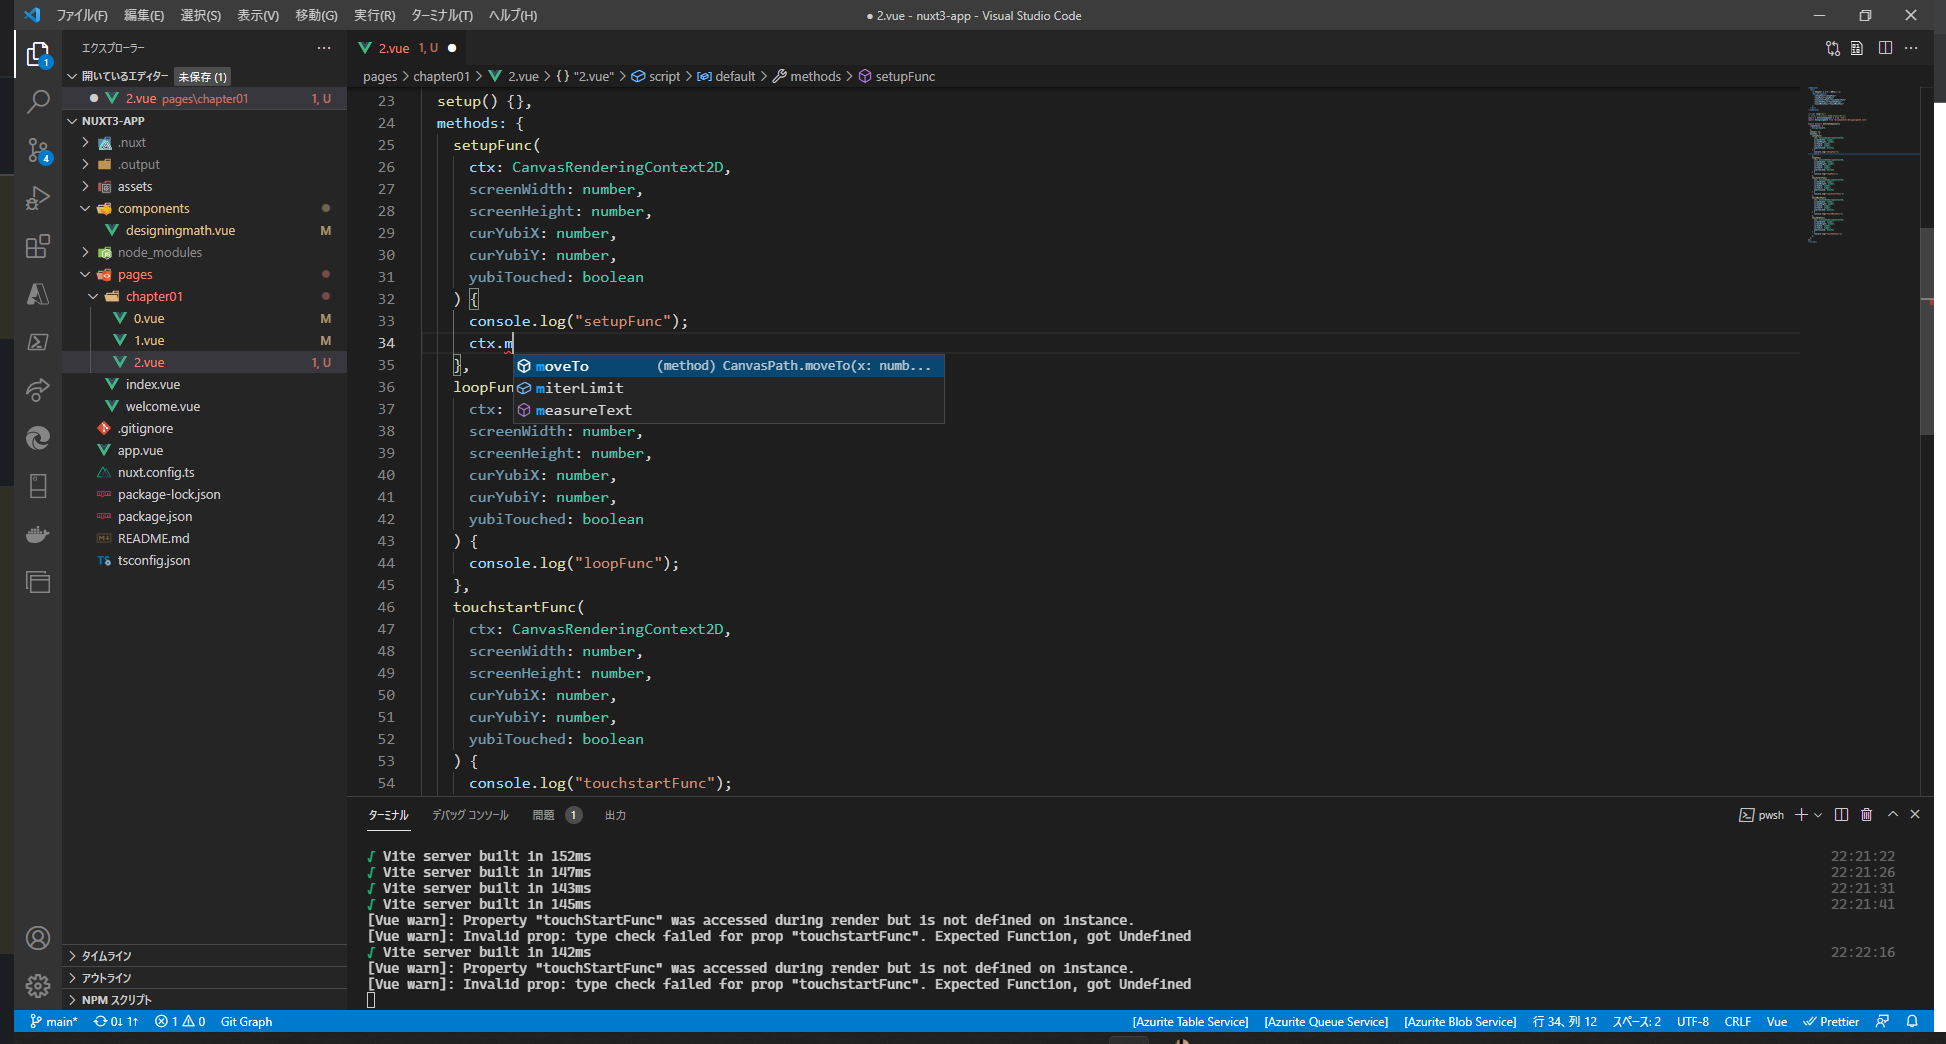 ファイル(F) 編集(E) 選択(S) 表示(V) 移動(G) 実行(R) ターミナル(T) ヘルプ(H)
● 2.vue - nuxt3-app - Visual Studio Code
エクスプローラー
開いているエディター 未保存 (1)
2.vue pages\chapter01 1, U
NUXT3-APP
.nuxt
.output
assets
components
designingmath.vue M
node_modules
pages
chapter01
0.vue M
1.vue M
2.vue 1, U
index.vue
welcome.vue
.gitignore
app.vue
nuxt.config.ts
package-lock.json
package.json
README.md
tsconfig.json
タイムライン
アウトライン
NPM スクリプト
2.vue 1, U
pages > chapter01 > 2.vue > {} "2.vue" > script > default > methods > setupFunc
23 setup() {},
24 methods: {
25 setupFunc(
26 ctx: CanvasRenderingContext2D,
27 screenWidth: number,
28 screenHeight: number,
29 curYubiX: number,
30 curYubiY: number,
31 yubiTouched: boolean
32 ) {
33 console.log("setupFunc");
34 ctx.m
35 },
moveTo (method) CanvasPath.moveTo(x: numb...
miterLimit
measureText
36 loopFun
37 ctx:
38 screenWidth: number,
39 screenHeight: number,
40 curYubiX: number,
41 curYubiY: number,
42 yubiTouched: boolean
43 ) {
44 console.log("loopFunc");
45 },
46 touchstartFunc(
47 ctx: CanvasRenderingContext2D,
48 screenWidth: number,
49 screenHeight: number,
50 curYubiX: number,
51 curYubiY: number,
52 yubiTouched: boolean
53 ) {
54 console.log("touchstartFunc");
ターミナル デバッグ コンソール 問題 1 出力
pwsh
√ Vite server built in 152ms 22:21:22
√ Vite server built in 147ms 22:21:26
√ Vite server built in 143ms 22:21:31
√ Vite server built in 145ms 22:21:41
[Vue warn]: Property "touchStartFunc" was accessed during render but is not defined on instance.
[Vue warn]: Invalid prop: type check failed for prop "touchstartFunc". Expected Function, got Undefined
√ Vite server built in 142ms 22:22:16
[Vue warn]: Property "touchStartFunc" was accessed during render but is not defined on instance.
[Vue warn]: Invalid prop: type check failed for prop "touchstartFunc". Expected Function, got Undefined
main* 0↓ 1↑ 1 0 Git Graph
[Azurite Table Service] [Azurite Queue Service] [Azurite Blob Service] 行 34、列 12 スペース: 2 UTF-8 CRLF Vue Prettier